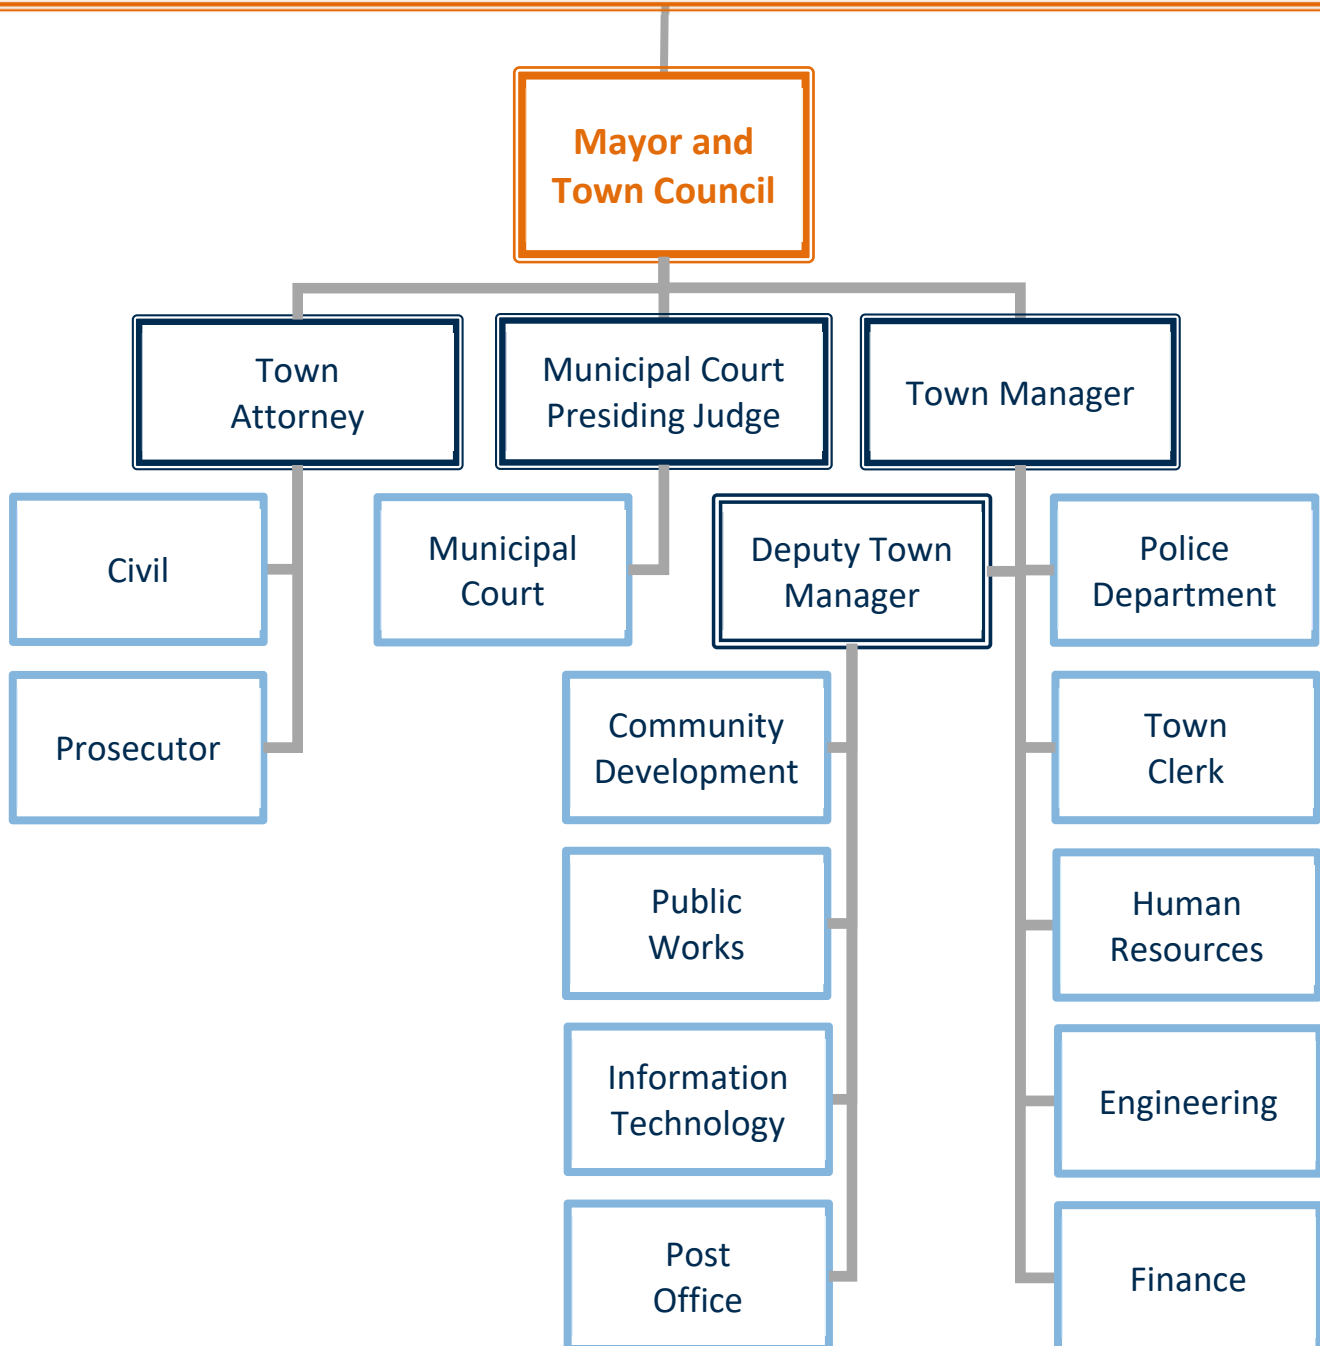 Mayor and
Town Council
Town
Attorney
Municipal Court
Presiding Judge
Town Manager
Civil
Municipal
Court
Deputy Town
Manager
Police
Department
Prosecutor
Community
Development
Town
Clerk
Public
Works
Human
Resources
Information
Technology
Engineering
Post
Office
Finance